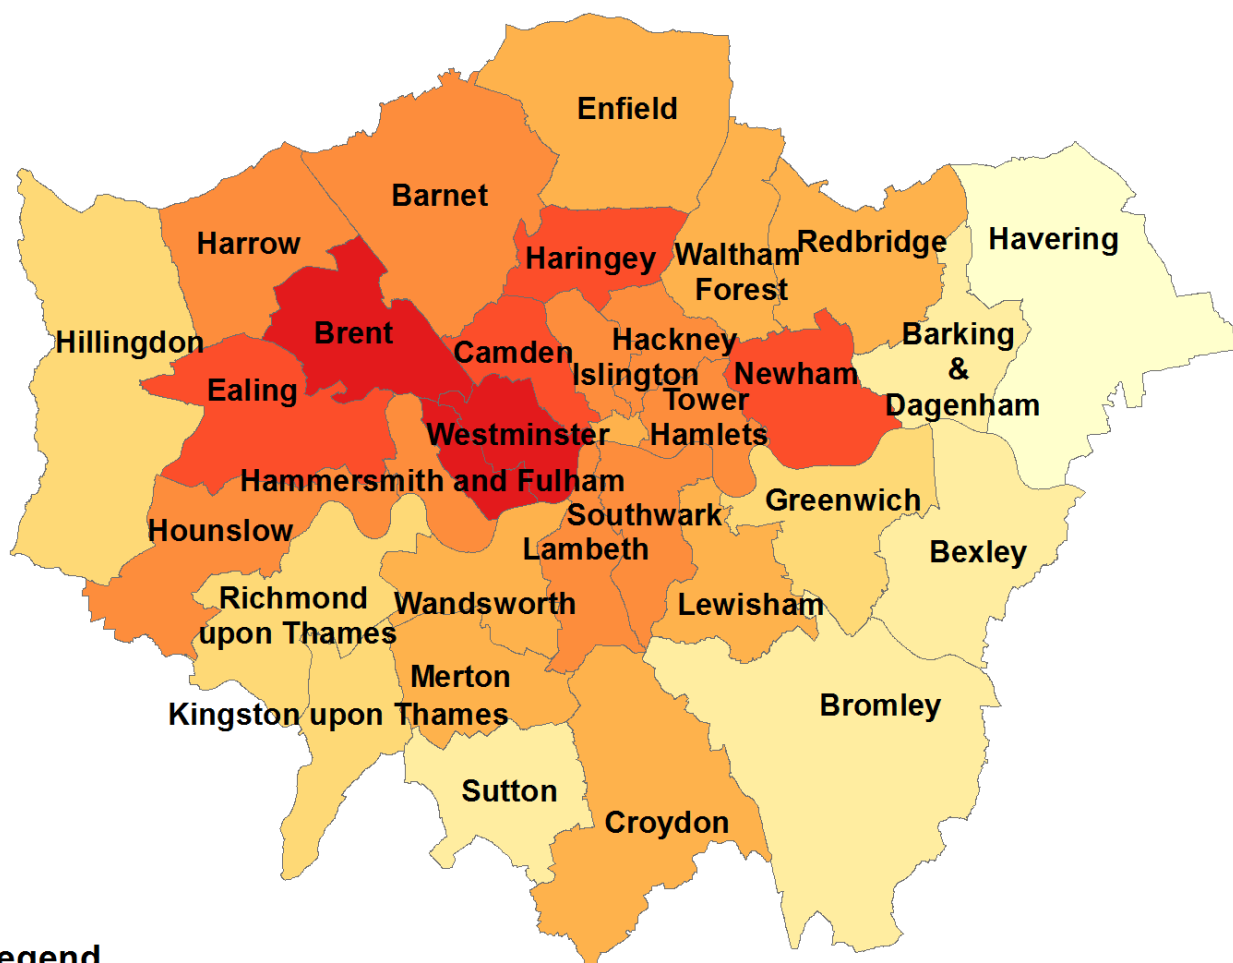 Enfield
Barnet
Harrow
Haringey
Waltham
Forest
Redbridge
Havering
Hillingdon
Brent
Camden
Hackney
Islington
Barking
&
Dagenham
Ealing
Newham
Tower
Hamlets
Westminster
Hammersmith and Fulham
Greenwich
Hounslow
Southwark
Lambeth
Bexley
Richmond
upon Thames
Wandsworth
Lewisham
Merton
Kingston upon Thames
Bromley
Sutton
Croydon
egend